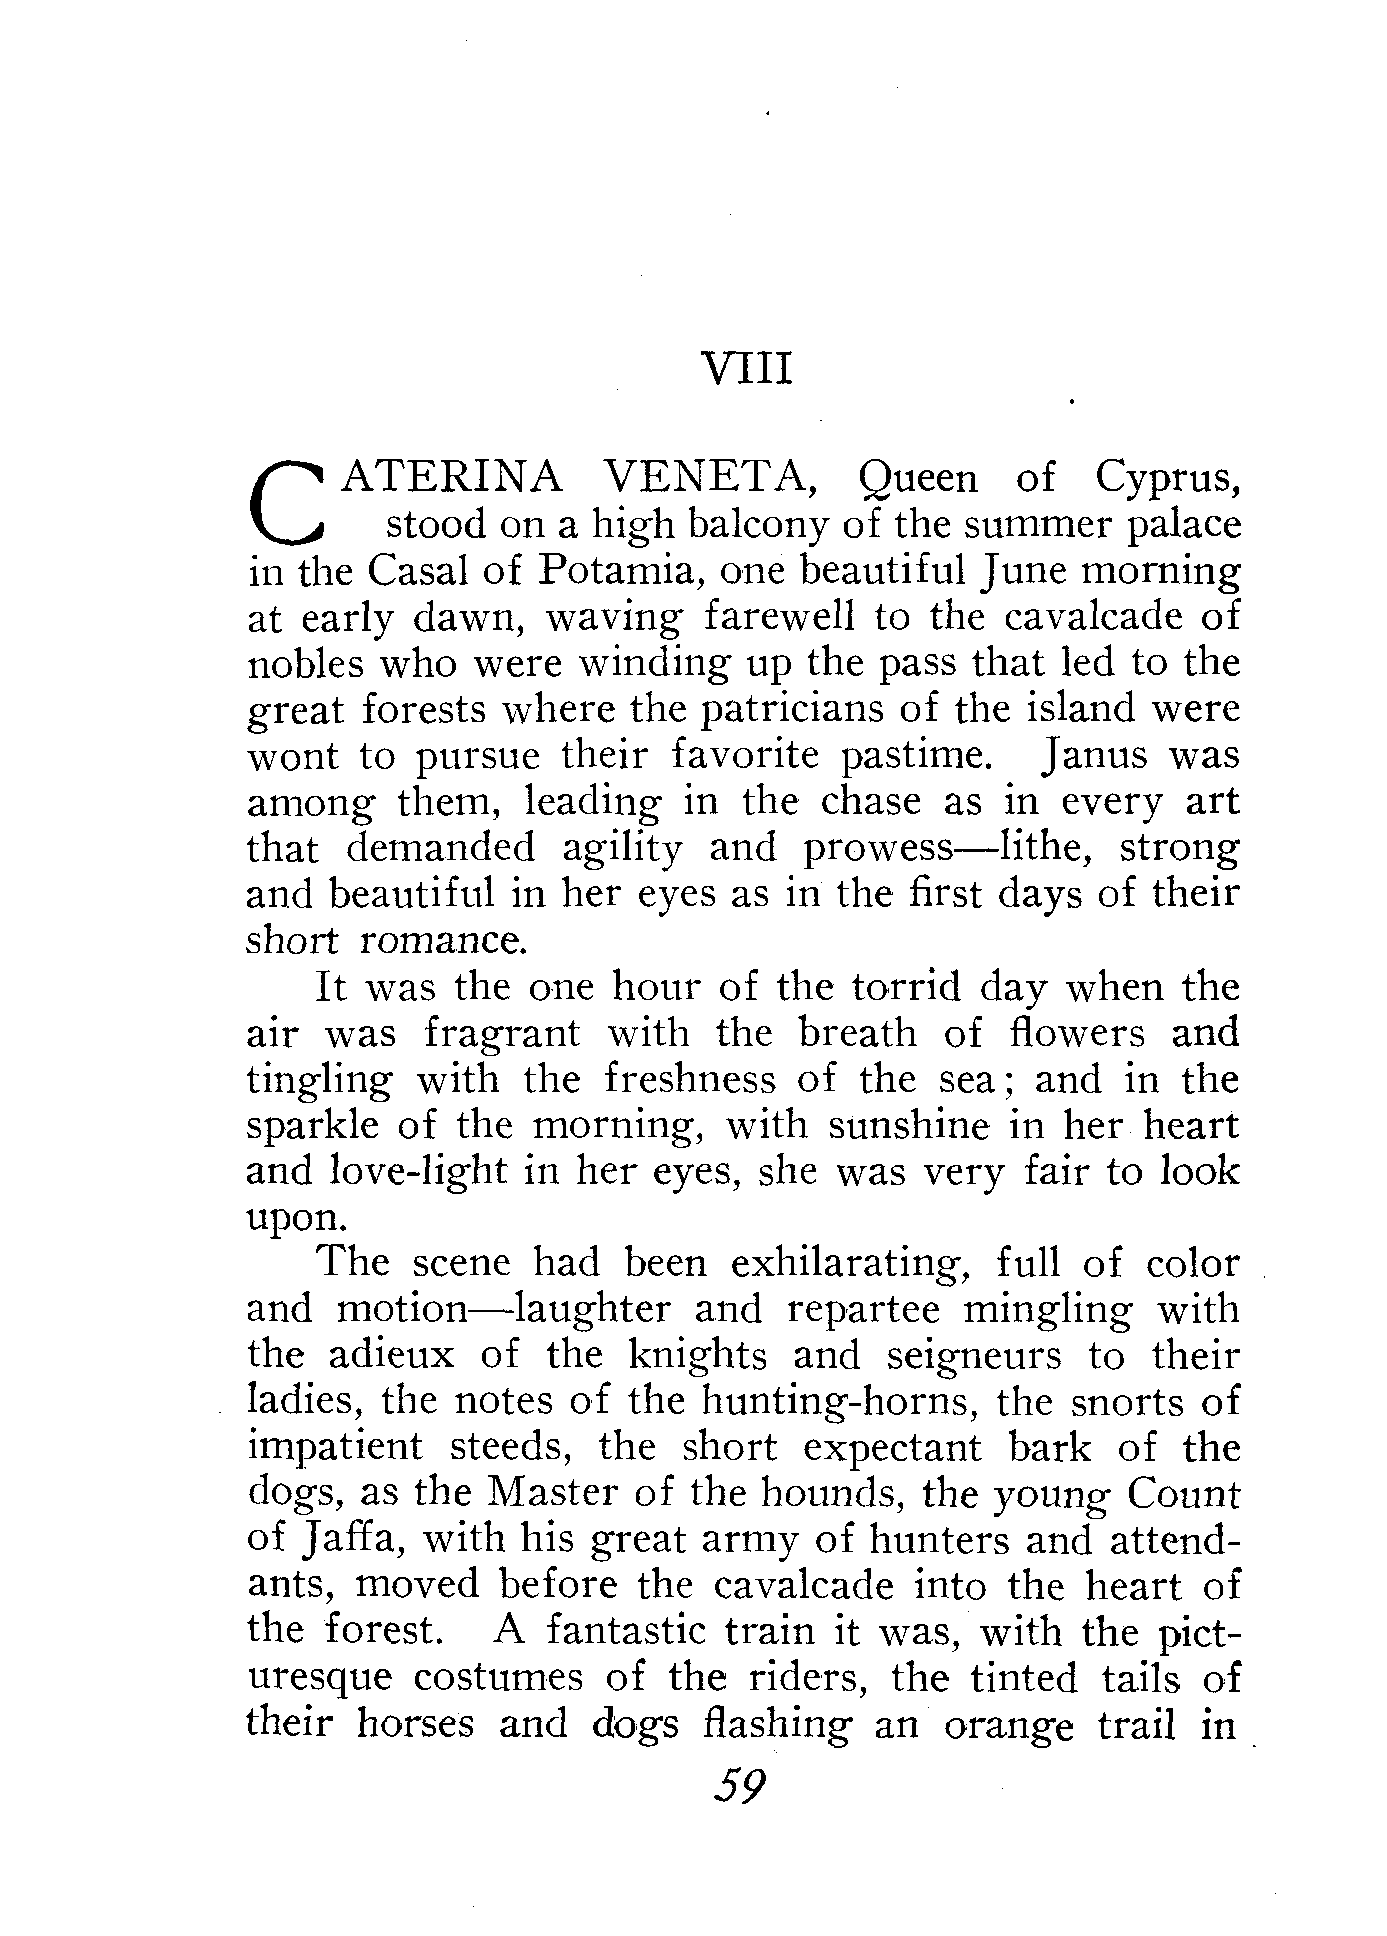 VIII
CATERINA VENETA, Queen of Cyprus,
stood on a high balcony of the summer palace
in the Casal of Potamia, one beautiful June morning
at early dawn, waving farewell to the cavalcade of
nobles who were winding up the pass that led to the
great forests where the patricians of the island were
wont to pursue their favorite pastime. Janus was
among them, leading in the chase as in every art
that demanded agility and prowess—lithe, strong
and beautiful in her eyes as in the first days of their
short romance.
It was the one hour of the torrid day when the
air was fragrant with the breath of flowers and
tingling with the freshness of the sea; and in the
sparkle of the morning, with sunshine in her heart
and love-light in her eyes, she was very fair to look
upon.
The scene had been exhilarating, full of color
and motion—laughter and repartee mingling with
the adieux of the knights and seigneurs to their
ladies, the notes of the hunting-horns, the snorts of
impatient steeds, the short expectant bark of the
dogs, as the Master of the hounds, the young Count
of Jaffa, with his great army of hunters and attend-
ants, moved before the cavalcade into the heart of
the forest. A fantastic train it was, with the pict-
uresque costumes of the riders, the tinted tails of
their horses and dogs flashing an orange trail in
59